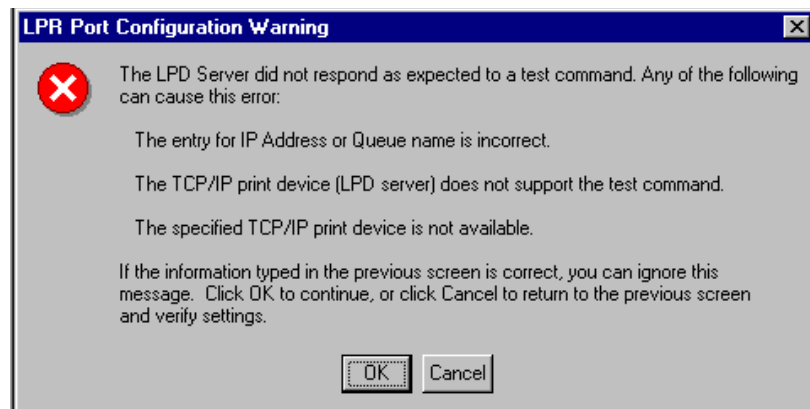 LPR Port Configuration Warning
The LPD Server did not respond as expected to a test command. Any of the following
can cause this error:
The entry for IP Address or Queue name is incorrect.
The TCP/IP print device (LPD server) does not support the test command.
The specified TCP/IP print device is not available.
If the information typed in the previous screen is correct, you can ignore this
message. Click OK to continue, or click Cancel to return to the previous screen
and verify settings.
OK
Cancel